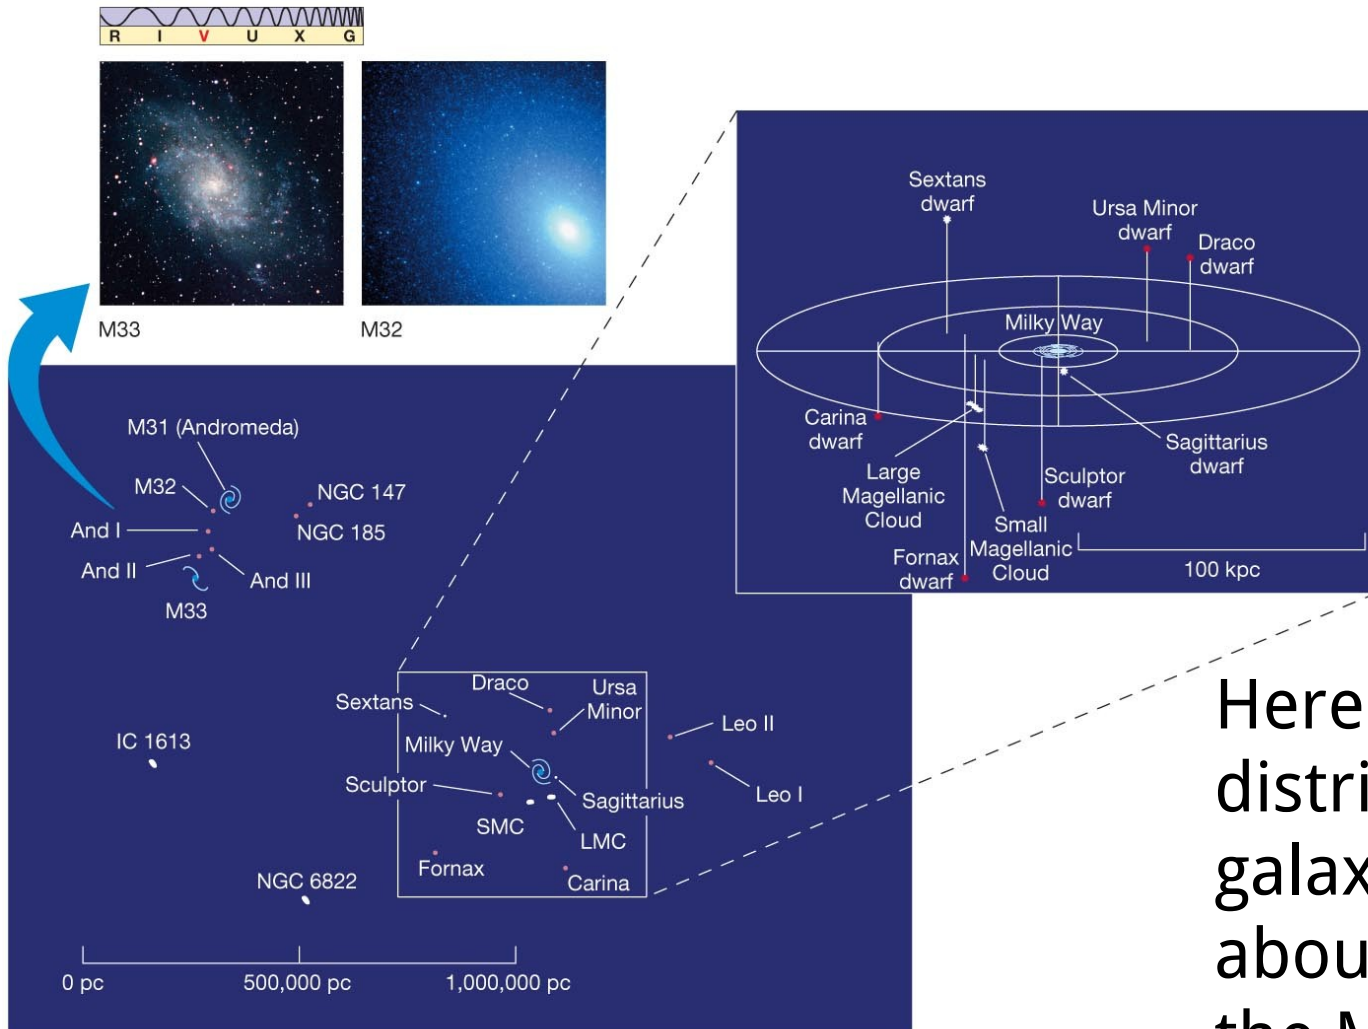 R I V U X G
M33
M32
Sextans
dwarf
Ursa Minor
dwarf
Draco
dwarf
Milky Way
Carina
dwarf
Large
Magellanic
Cloud
Sagittarius
dwarf
Sculptor
dwarf
Small
Magellanic
Cloud
Fornax
dwarf
100 kpc
M31 (Andromeda)
M32
NGC 147
And I
NGC 185
And II
And III
M33
Draco
Ursa
Minor
Sextans
Leo II
IC 1613
Milky Way
Sculptor
Sagittarius
Leo I
SMC
LMC
Fornax
Carina
NGC 6822
0 pc
500,000 pc
1,000,000 pc
Here
distri
galax
abou
the M